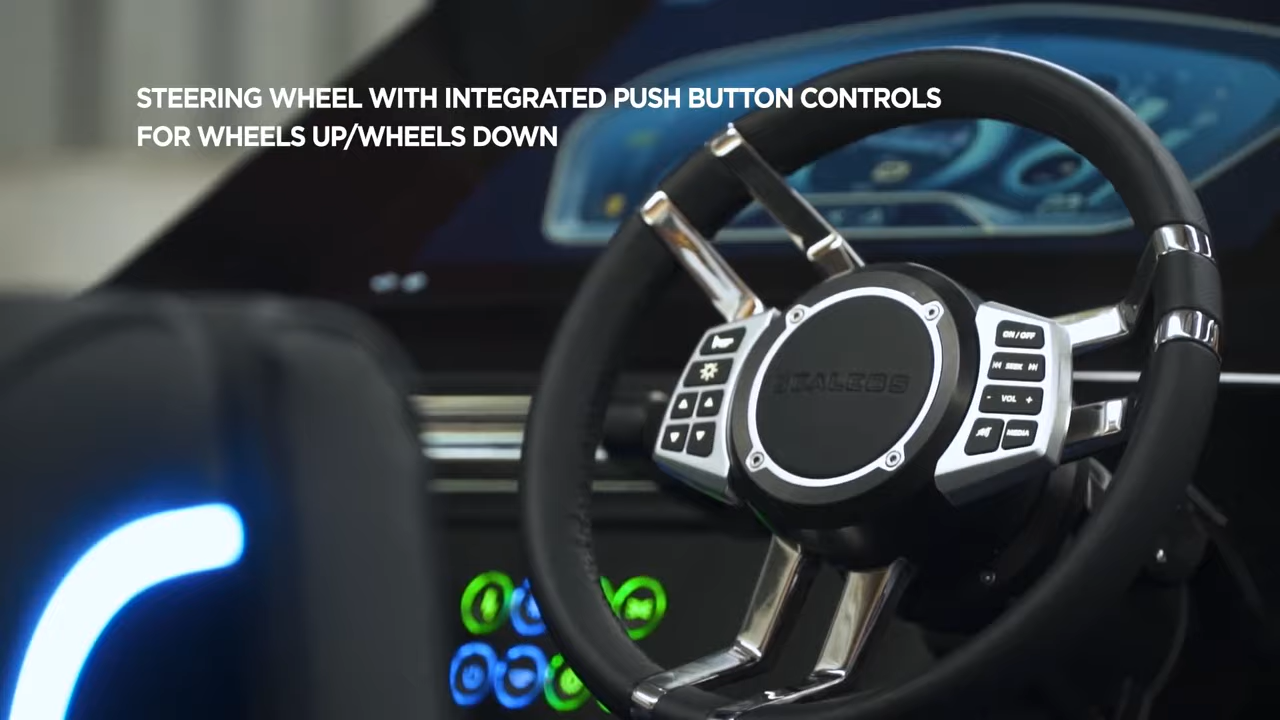 STEERING WHEEL WITH INTEGRATED PUSH BUTTON CONTROLS
FOR WHEELS UP/WHEELS DOWN
ON / OFF
SEEK
- VOL +
MEDIA